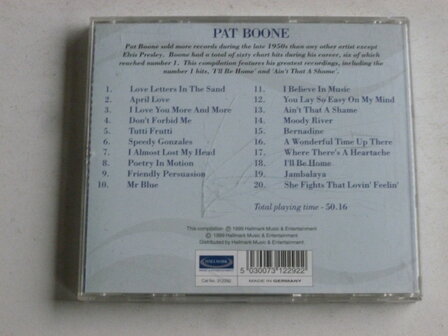 PAT BOONE
Pat Boone sold more records during the late 1950s than any other artist except
Elvis Presley. Boone had a total of sixty chart hits during his career, six of
which reached number 1. This compilation features his greatest recordings, including the
number 1 hits, 'I'll Be Home' and 'Ain't That A Shame'.
1. Love Letters In The Sand
2. April Love
3. I Love You More and More
4. Don't Forbid Me
5. Tutti Frutti
6. Speedy Gonzales
7. I Almost Lost My Head
8. Poetry In Motion
9. Friendly Persuasion
10. Mr Blue
11. I Believe In Music
12. You Lay So Easy On My Mind
13. Ain't That A Shame
14. Moody River
15. Bernadine
16. A Wonderful Time Up There
17. Where There's A Heartache
18. I'll Be Home
19. Jambalaya
20. She Fights That Lovin' Feelin'
Total playing time - 50.16
This compilation ℗ 1999 Hallmark Music & Entertainment
© 1999 Hallmark Music & Entertainment.
Distributed by Hallmark Music & Entertainment.
HALLMARK
Cat No. 312292
5 030073 122922
MADE IN GERMANY